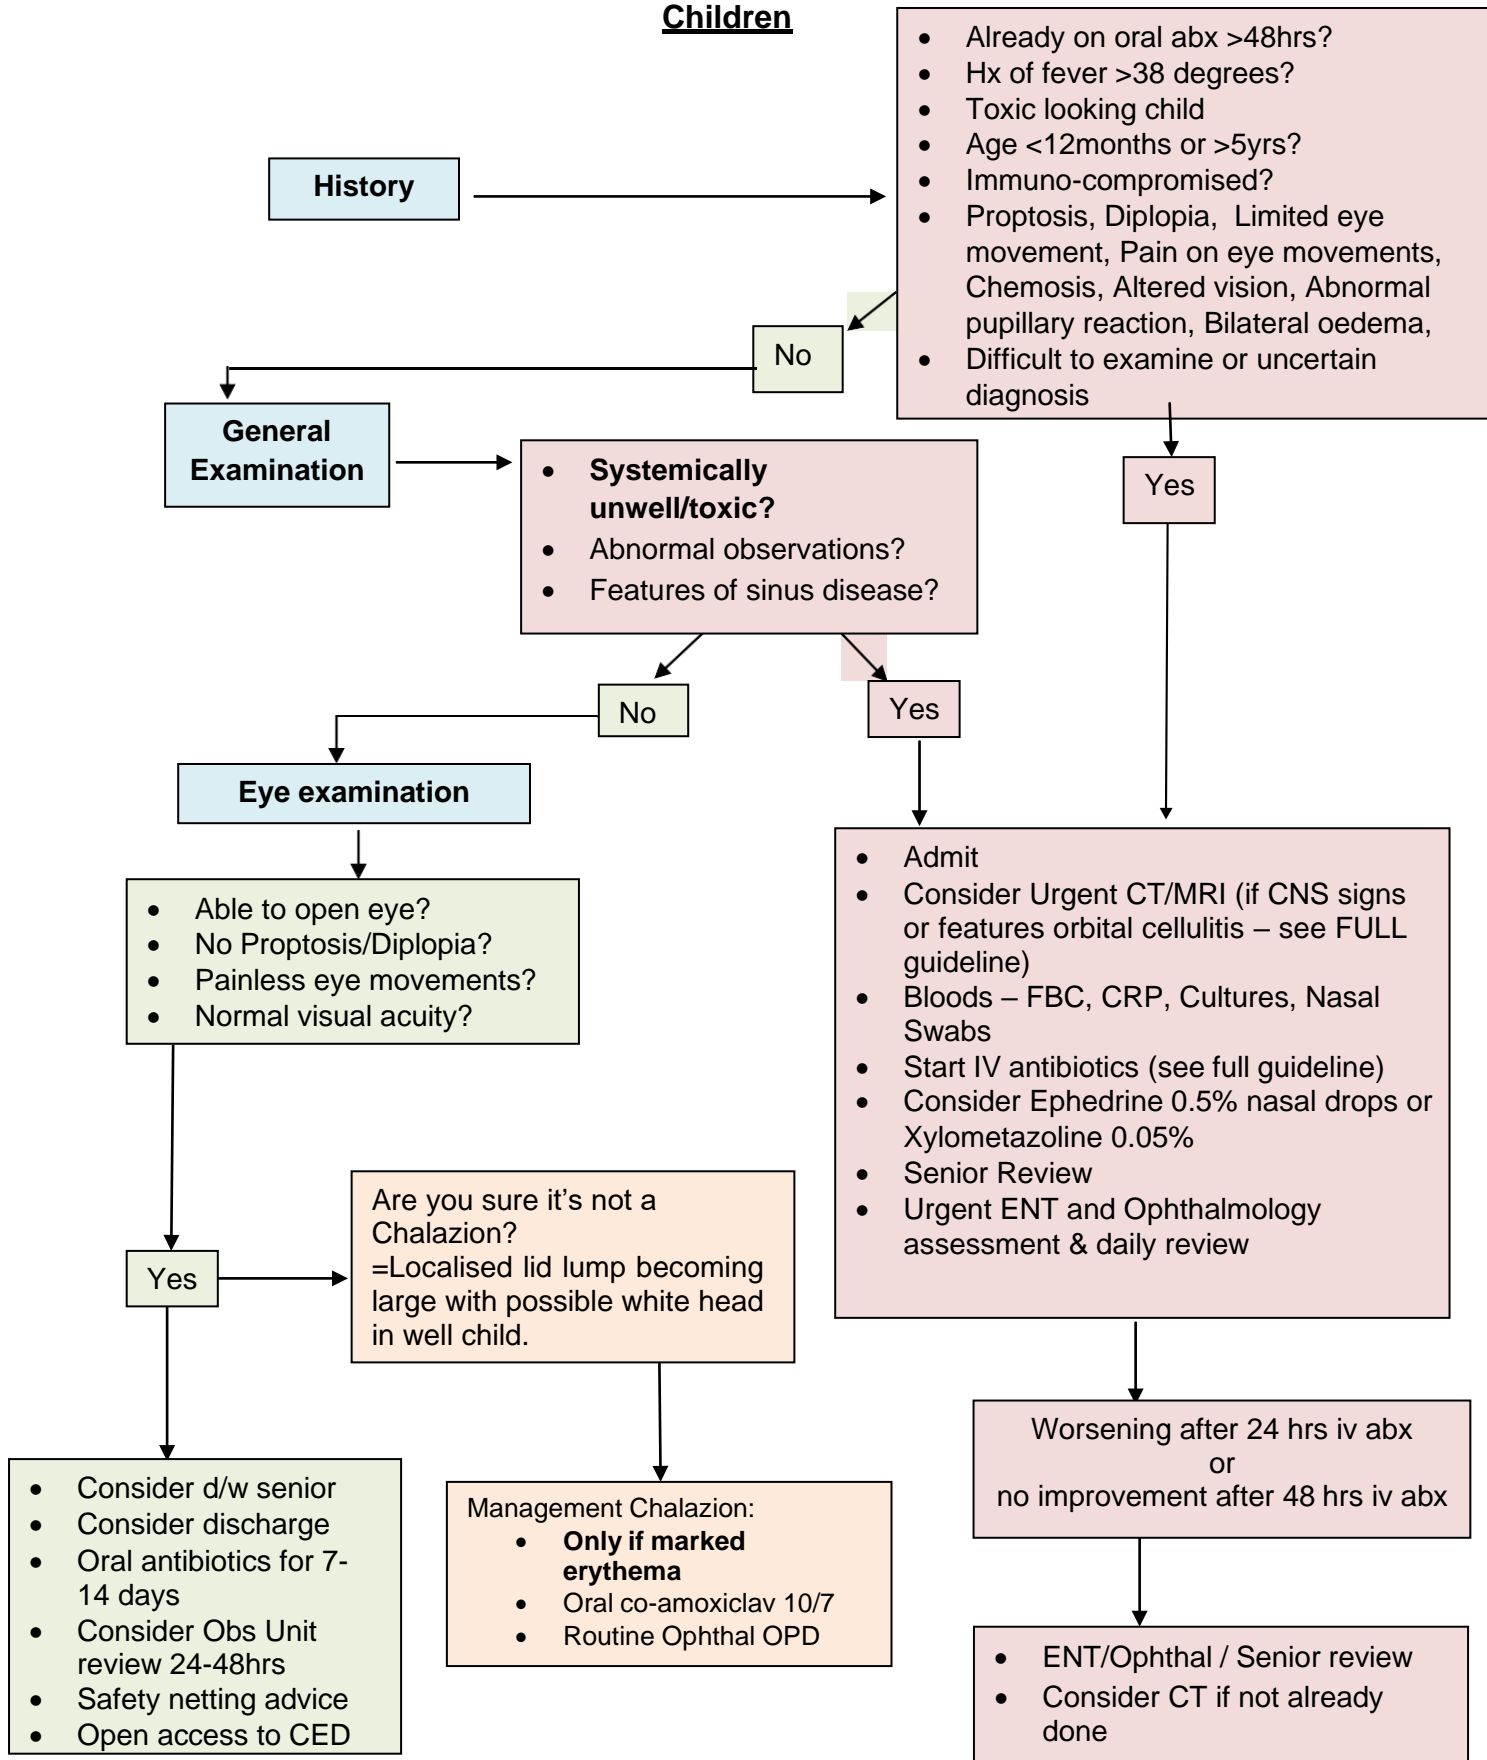 Children
• Already on oral abx >48hrs?
• Hx of fever >38 degrees?
• Toxic looking child
• Age <12months or >5yrs?
• Immuno-compromised?
• Proptosis, Diplopia, Limited eye
movement, Pain on eye movements,
Chemosis, Altered vision, Abnormal
pupillary reaction, Bilateral oedema,
• Difficult to examine or uncertain
diagnosis
History
No
Yes
General
Examination
• Systemically
unwell/toxic?
• Abnormal observations?
• Features of sinus disease?
No
Yes
Eye examination
• Able to open eye?
• No Proptosis/Diplopia?
• Painless eye movements?
• Normal visual acuity?
• Admit
• Consider Urgent CT/MRI (if CNS signs
or features orbital cellulitis – see FULL
guideline)
• Bloods – FBC, CRP, Cultures, Nasal
Swabs
• Start IV antibiotics (see full guideline)
• Consider Ephedrine 0.5% nasal drops or
Xylometazoline 0.05%
• Senior Review
• Urgent ENT and Ophthalmology
assessment & daily review
Yes
Are you sure it's not a
Chalazion?
=Localised lid lump becoming
large with possible white head
in well child.
Worsening after 24 hrs iv abx
or
no improvement after 48 hrs iv abx
• Consider d/w senior
• Consider discharge
• Oral antibiotics for 7-
14 days
• Consider Obs Unit
review 24-48hrs
• Safety netting advice
• Open access to CED
Management Chalazion:
• Only if marked
erythema
• Oral co-amoxiclav 10/7
• Routine Ophthal OPD
• ENT/Ophthal / Senior review
• Consider CT if not already
done